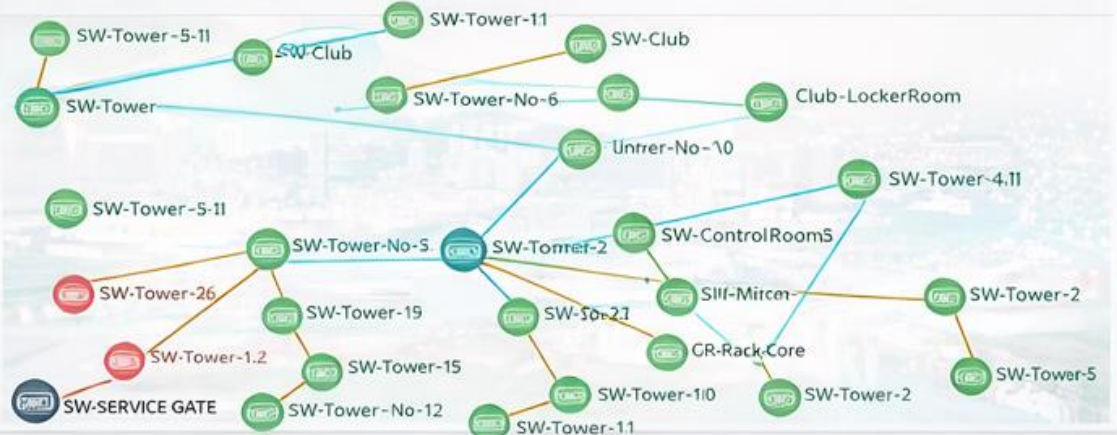 SW-Tower-11
SW-Tower-5-11
SW-Club
SW-Club
SW-Tower
SW-Tower-No-6
Club-LockerRoom
SW-Tower-4.11
SW-Tower-5-11
SW-Tower-No-5
SW-ControlRoom5
SW-Tower-26
SW-Tower-2
SW-Tower-19
SW-Tower-1.2
CR-Rack-Core
SW-Tower-15
SW-Tower-5
SW-SERVICE GATE
SW-Tower-No-12
SW-Tower-1/0
SW-Tower-2
SW-Tower-11